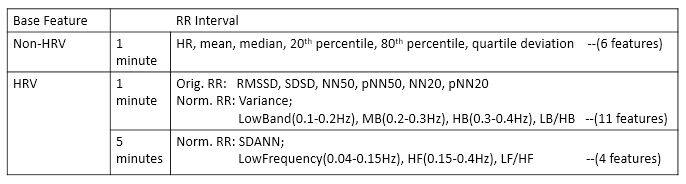 Base Feature RR Interval
Non-HRV 1 minute HR, mean, median, 20th percentile, 80th percentile, quartile deviation --(6 features)
HRV 1 minute Orig. RR: RMSSD, SDSD, NN50, pNN50, NN20, pNN20
Norm. RR: Variance;
LowBand(0.1-0.2Hz), MB(0.2-0.3Hz), HB(0.3-0.4Hz), LB/HB --(11 features)
5 minutes Norm. RR: SDANN;
LowFrequency(0.04-0.15Hz), HF(0.15-0.4Hz), LF/HF --(4 features)